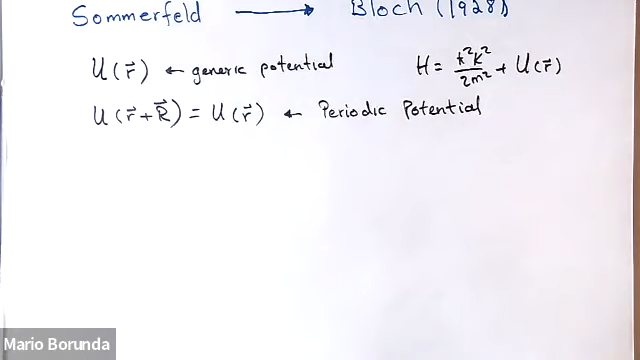 Sommerfeld ⟶ Bloch (1928)
U(r⃗) ← generic potential H = ħ²k²/2m² + U(r⃗)
U(r⃗+R⃗) = U(r⃗) ← Periodic Potential
Mario Borunda